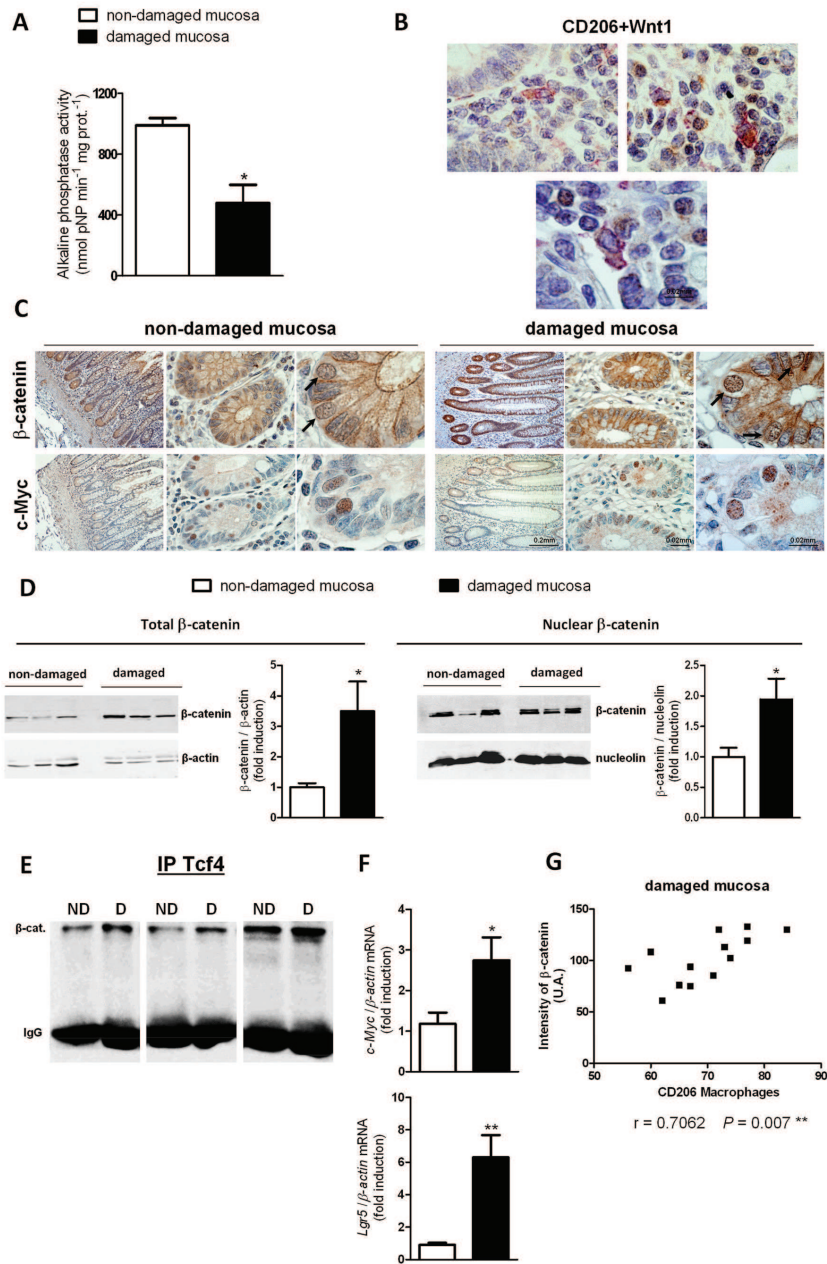 A
non-damaged mucosa
damaged mucosa
Alkaline phosphatase activity
(nmol pNP min⁻¹ mg prot.⁻¹)
1200
800
400
0
*
B
CD206+Wnt1
0.02mm
C
non-damaged mucosa
damaged mucosa
β-catenin
c-Myc
0.2mm
0.02mm
0.02mm
D
non-damaged mucosa
damaged mucosa
Total β-catenin
Nuclear β-catenin
non-damaged
damaged
β-catenin
β-actin
β-catenin / β-actin
(fold induction)
5
4
3
2
1
0
*
non-damaged
damaged
β-catenin
nucleolin
β-catenin / nucleolin
(fold induction)
2.5
2.0
1.5
1.0
0.5
0.0
*
E
IP Tcf4
ND D ND D ND D
β-cat.
IgG
F
c-Myc /β-actin mRNA
(fold induction)
4
3
2
1
0
*
Lgr5 /β-actin mRNA
(fold induction)
8
6
4
2
0
**
G
damaged mucosa
Intensity of β-catenin
(U.A.)
150
100
50
0
50 60 70 80 90
CD206 Macrophages
r = 0.7062 P = 0.007 **